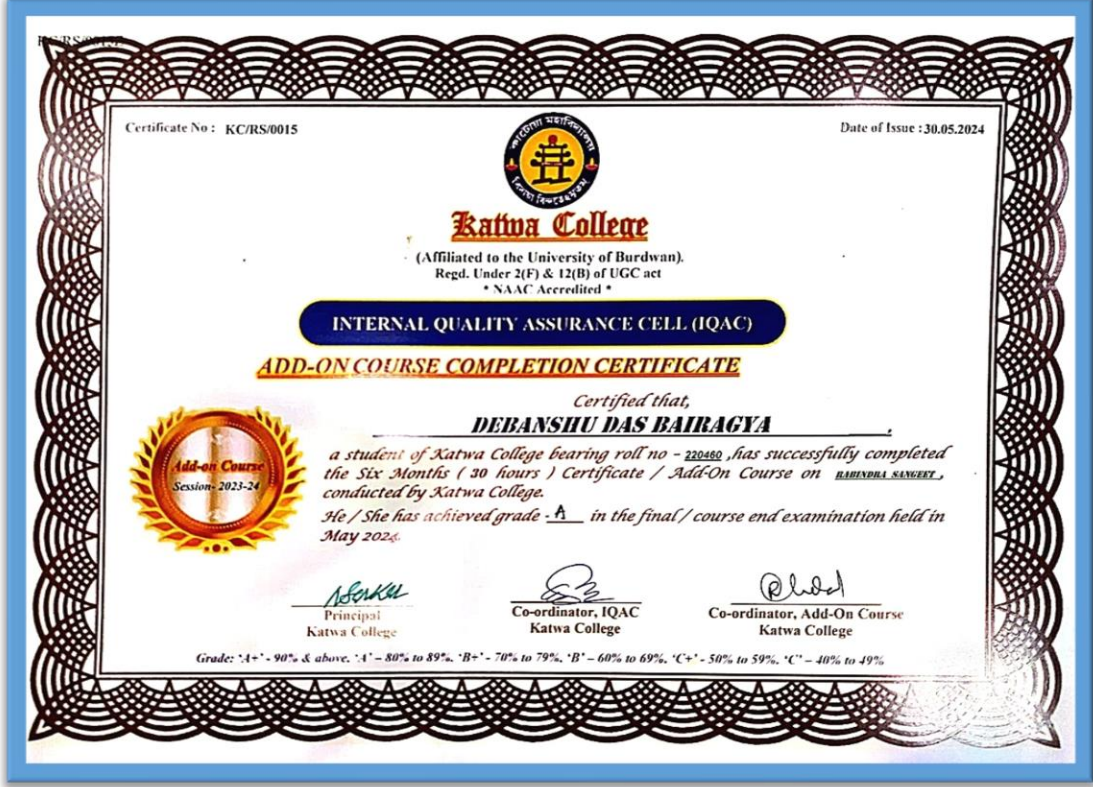 Certificate No : KC/RS/0015
Date of Issue : 30.05.2024
কাটোয়া মহাবিদ্যালয়
Katwa College
(Affiliated to the University of Burdwan).
Regd. Under 2(F) & 12(B) of UGC act
* NAAC Accredited *
INTERNAL QUALITY ASSURANCE CELL (IQAC)
ADD-ON COURSE COMPLETION CERTIFICATE
Certified that,
DEBANSHU DAS BAIRAGYA ,
Add-on Course
Session- 2023-24
a student of Katwa College bearing roll no - 220460 ,has successfully completed
the Six Months ( 30 hours ) Certificate / Add-On Course on RABINDRA SANGEET ,
conducted by Katwa College.
He / She has achieved grade - A in the final / course end examination held in
May 2024.
Principal
Katwa College
Co-ordinator, IQAC
Katwa College
Co-ordinator, Add-On Course
Katwa College
Grade: 'A+' - 90% & above. 'A' – 80% to 89%. 'B+' - 70% to 79%. 'B' – 60% to 69%. 'C+' - 50% to 59%. 'C' – 40% to 49%